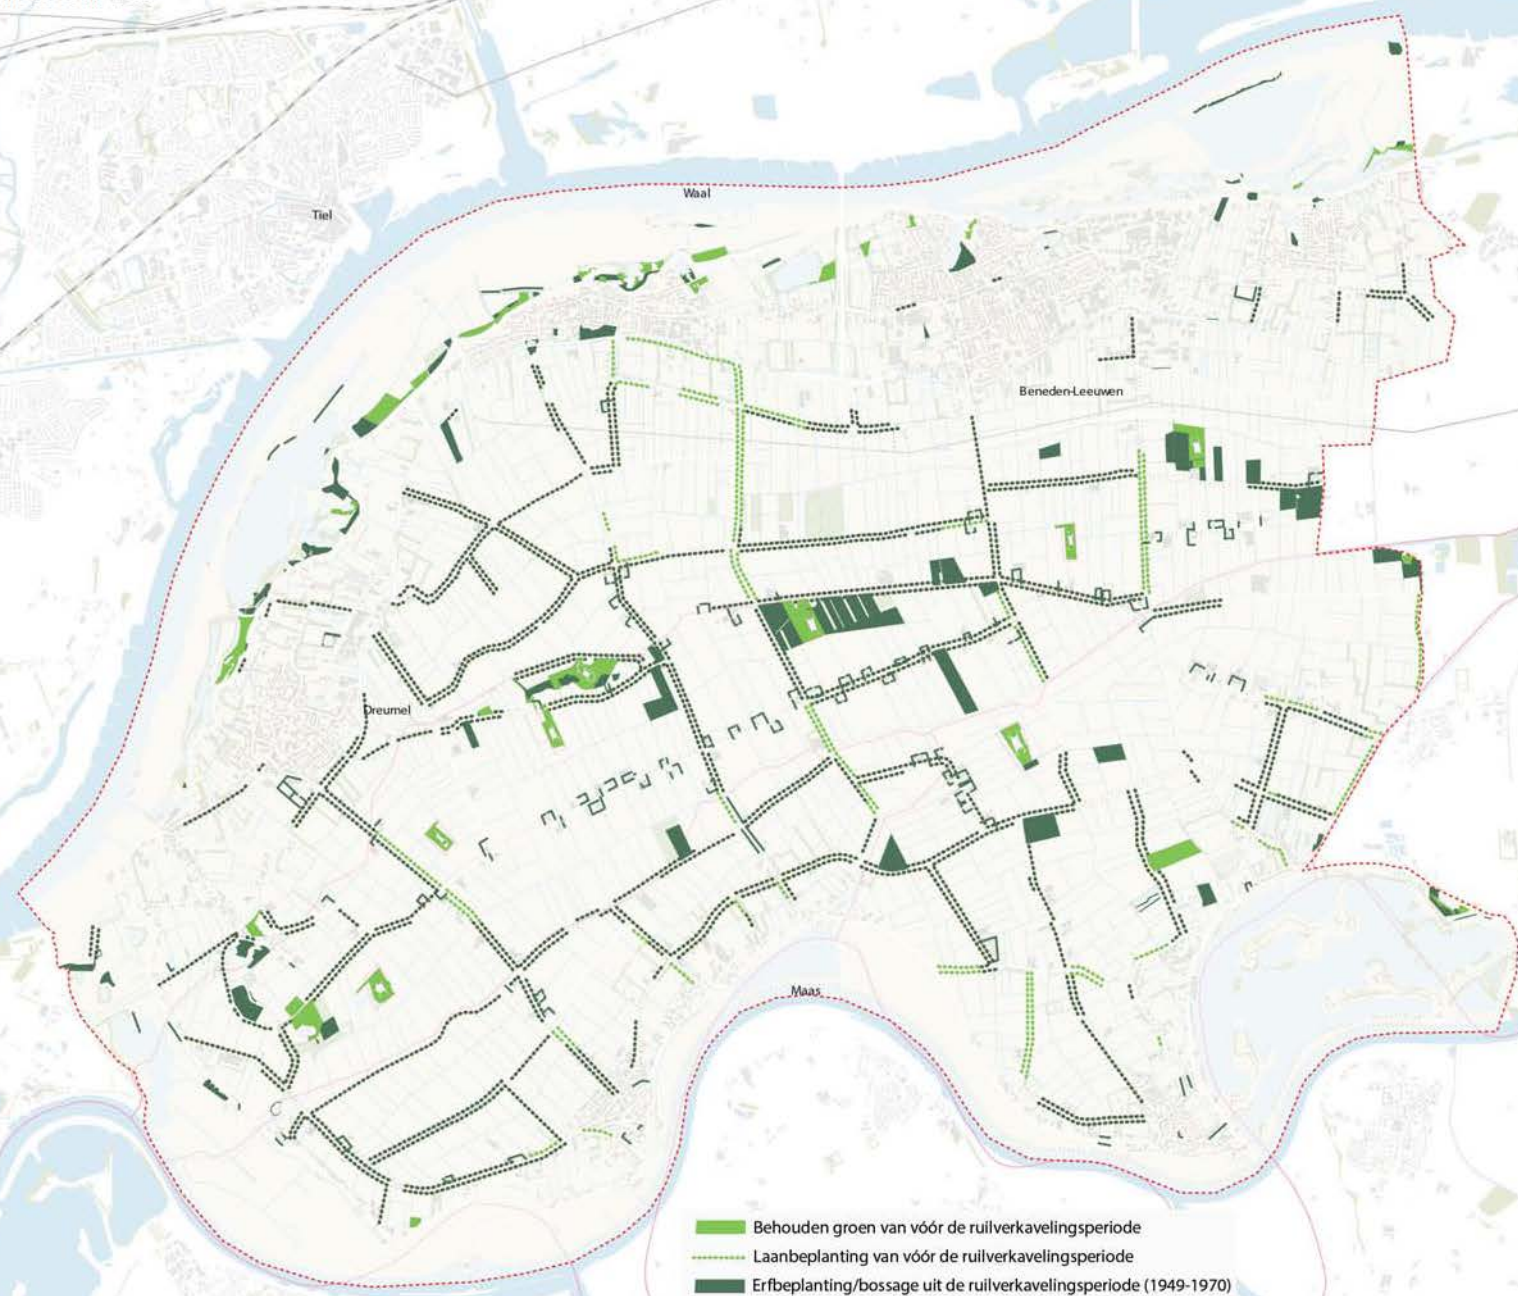 Waal
Tiel
Beneden-Leeuwen
Dreumel
Maas
Behouden groen van vóór de ruilverkavelingsperiode
Laanbeplanting van vóór de ruilverkavelingsperiode
Erfbeplanting/bossage uit de ruilverkavelingsperiode (1949-1970)